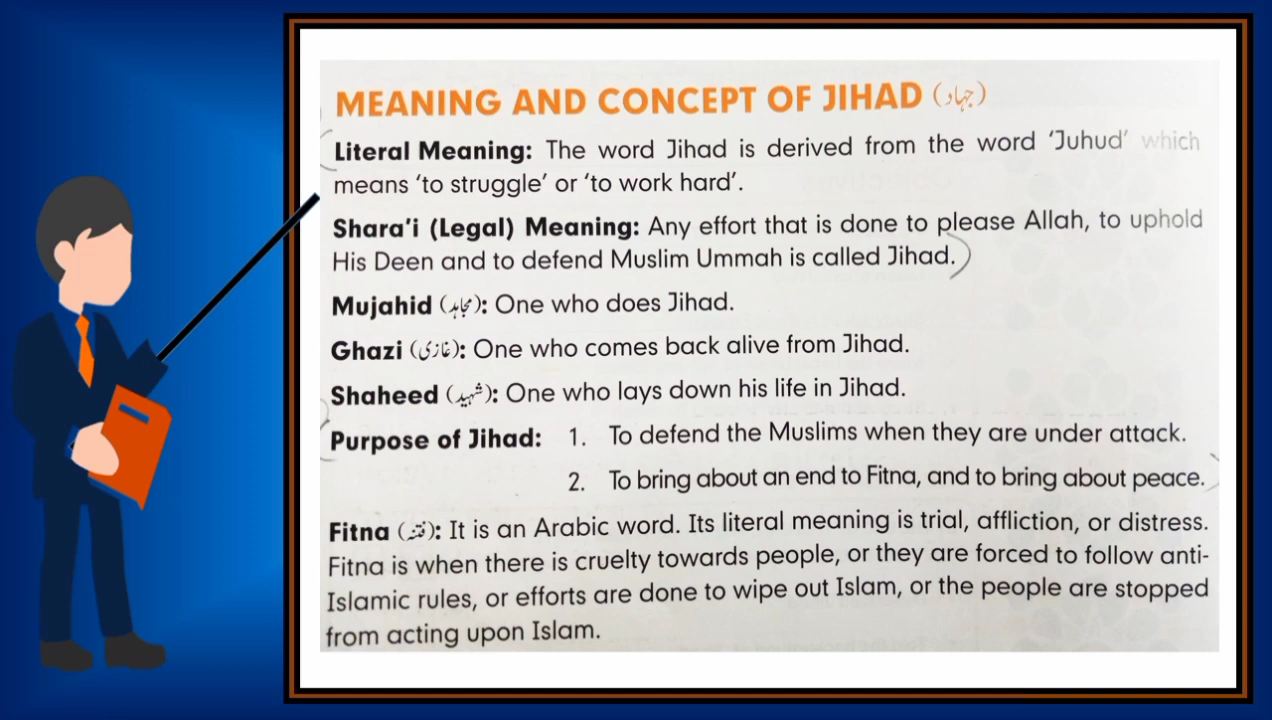 MEANING AND CONCEPT OF JIHAD (جہاد)
Literal Meaning: The word Jihad is derived from the word ‘Juhud’ which
means ‘to struggle’ or ‘to work hard’.
Shara’i (Legal) Meaning: Any effort that is done to please Allah, to uphold
His Deen and to defend Muslim Ummah is called Jihad.
Mujahid (مجاہد): One who does Jihad.
Ghazi (غازی): One who comes back alive from Jihad.
Shaheed (شہید): One who lays down his life in Jihad.
Purpose of Jihad: 1. To defend the Muslims when they are under attack.
2. To bring about an end to Fitna, and to bring about peace.
Fitna (فتنہ): It is an Arabic word. Its literal meaning is trial, affliction, or distress.
Fitna is when there is cruelty towards people, or they are forced to follow anti-
Islamic rules, or efforts are done to wipe out Islam, or the people are stopped
from acting upon Islam.